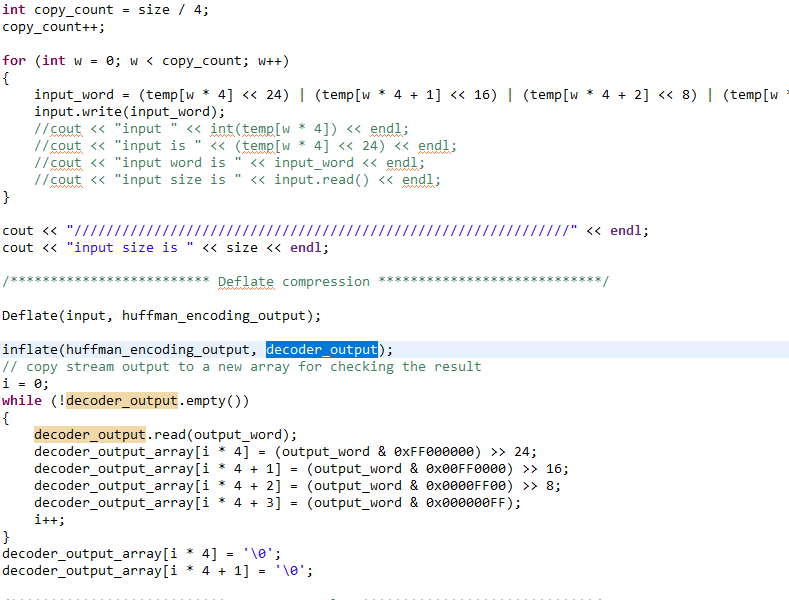 int copy_count = size / 4;
copy_count++;
for (int w = 0; w < copy_count; w++)
{
input_word = (temp[w * 4] << 24) | (temp[w * 4 + 1] << 16) | (temp[w * 4 + 2] << 8) | (temp[w
input.write(input_word);
//cout << "input " << int(temp[w * 4]) << endl;
//cout << "input is " << (temp[w * 4] << 24) << endl;
//cout << "input word is " << input_word << endl;
//cout << "input size is " << input.read() << endl;
}
cout << "//////////////////////////////////////////////////////////////" << endl;
cout << "input size is " << size << endl;
/************************* Deflate compression ****************************/
Deflate(input, huffman_encoding_output);
inflate(huffman_encoding_output, decoder_output);
// copy stream output to a new array for checking the result
i = 0;
while (!decoder_output.empty())
{
decoder_output.read(output_word);
decoder_output_array[i * 4] = (output_word & 0xFF000000) >> 24;
decoder_output_array[i * 4 + 1] = (output_word & 0x00FF0000) >> 16;
decoder_output_array[i * 4 + 2] = (output_word & 0x0000FF00) >> 8;
decoder_output_array[i * 4 + 3] = (output_word & 0x000000FF);
i++;
}
decoder_output_array[i * 4] = '\0';
decoder_output_array[i * 4 + 1] = '\0';